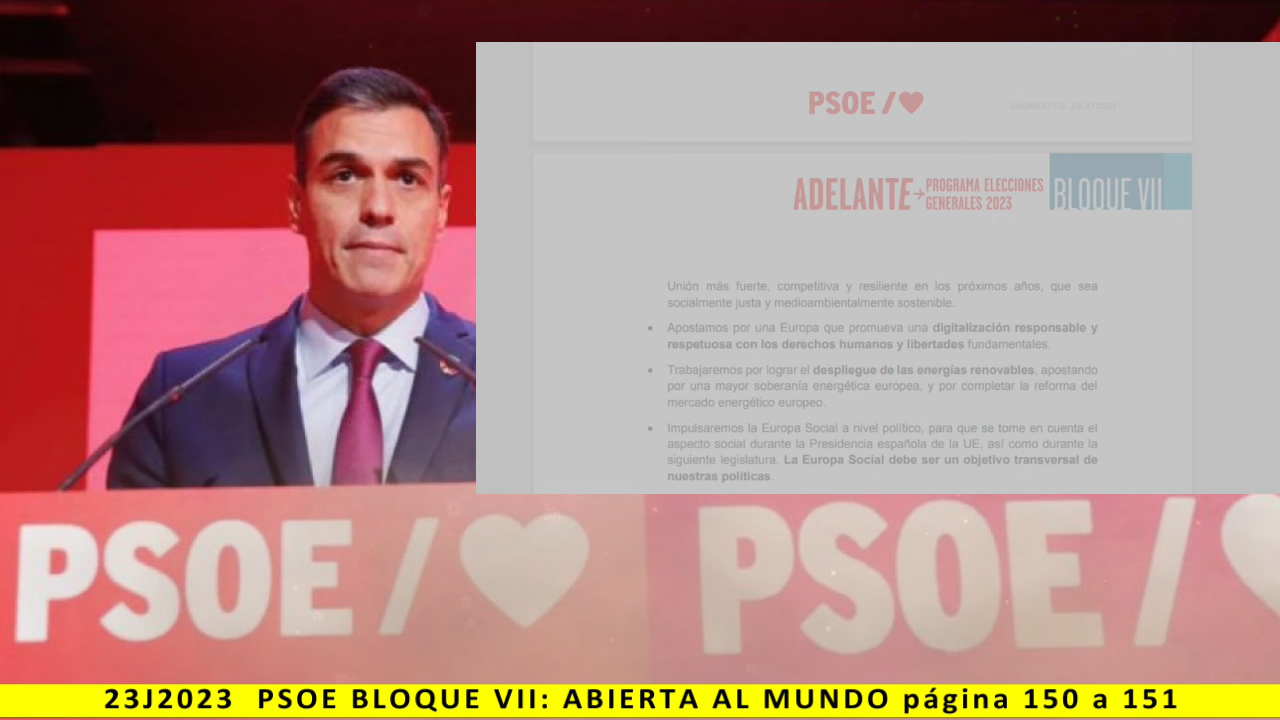 PSOE /
ADELANTE → PROGRAMA ELECCIONES
GENERALES 2023
BLOQUE VII
Unión más fuerte, competitiva y resiliente en los próximos años, que sea
socialmente justa y medioambientalmente sostenible.
• Apostamos por una Europa que promueva una digitalización responsable y
respetuosa con los derechos humanos y libertades fundamentales.
• Trabajaremos por lograr el despliegue de las energías renovables, apostando
por una mayor soberanía energética europea, y por completar la reforma del
mercado energético europeo.
• Impulsaremos la Europa Social a nivel político, para que se tome en cuenta el
aspecto social durante la Presidencia española de la UE, así como durante la
siguiente legislatura. La Europa Social debe ser un objetivo transversal de
nuestras políticas.
PSOE /
PSOE /
23J2023 PSOE BLOQUE VII: ABIERTA AL MUNDO página 150 a 151